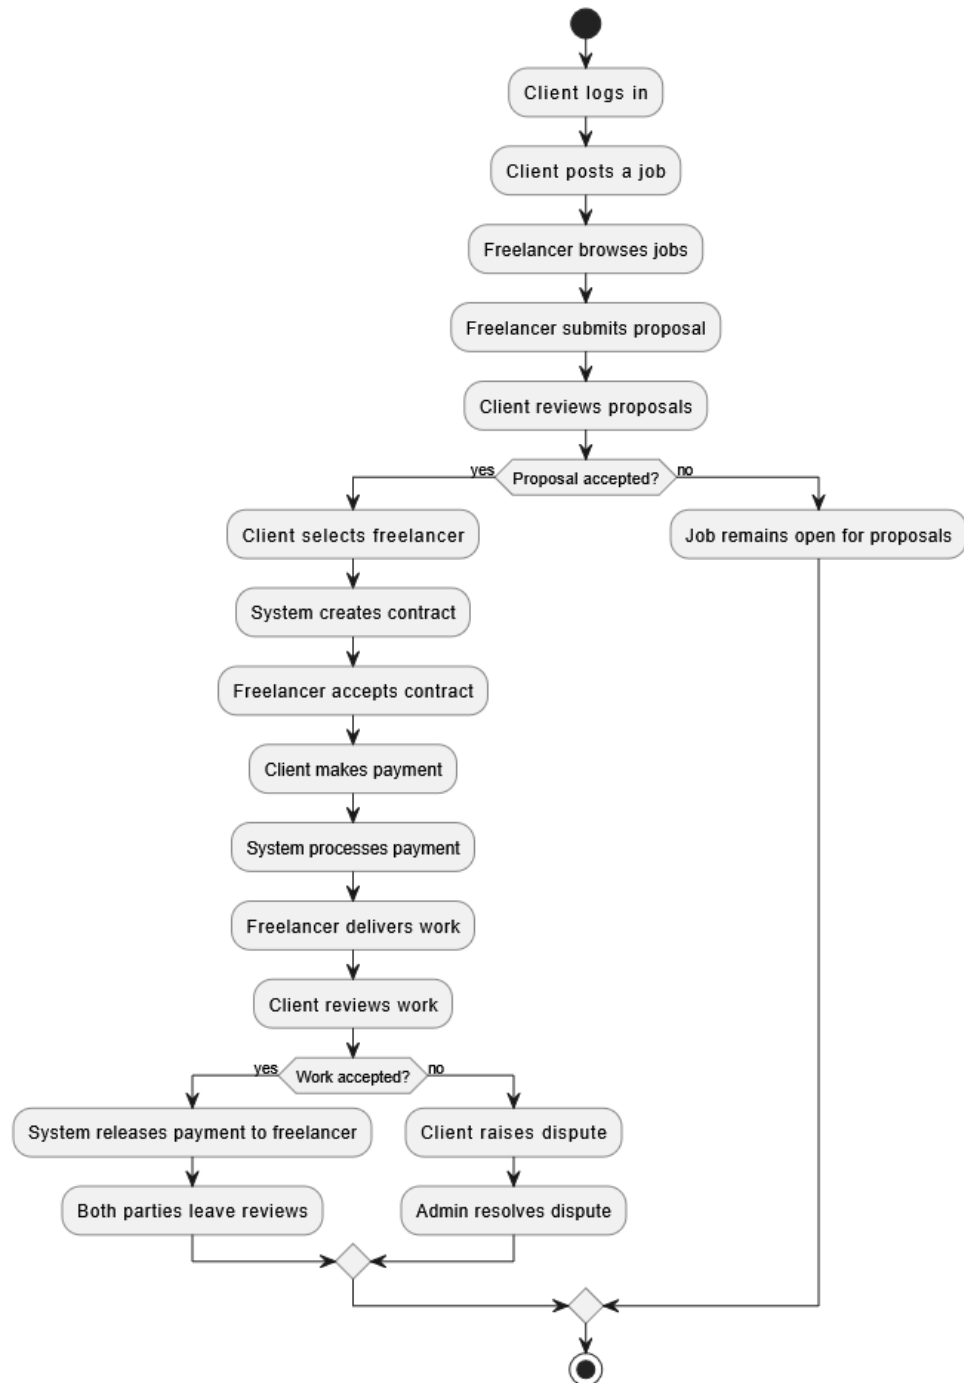 Client logs in
Client posts a job
Freelancer browses jobs
Freelancer submits proposal
Client reviews proposals
yes
Proposal accepted?
no
Client selects freelancer
Job remains open for proposals
System creates contract
Freelancer accepts contract
Client makes payment
System processes payment
Freelancer delivers work
Client reviews work
yes
Work accepted?
no
System releases payment to freelancer
Client raises dispute
Both parties leave reviews
Admin resolves dispute